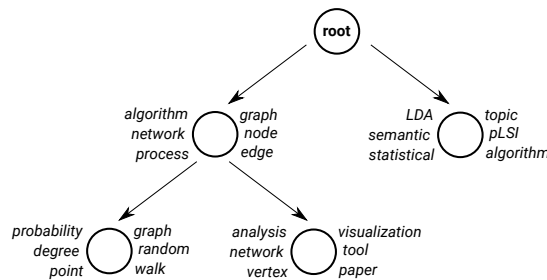 root
algorithm graph
network node
process edge
LDA topic
semantic pLSI
statistical algorithm
probability graph
degree random
point walk
analysis visualization
network tool
vertex paper